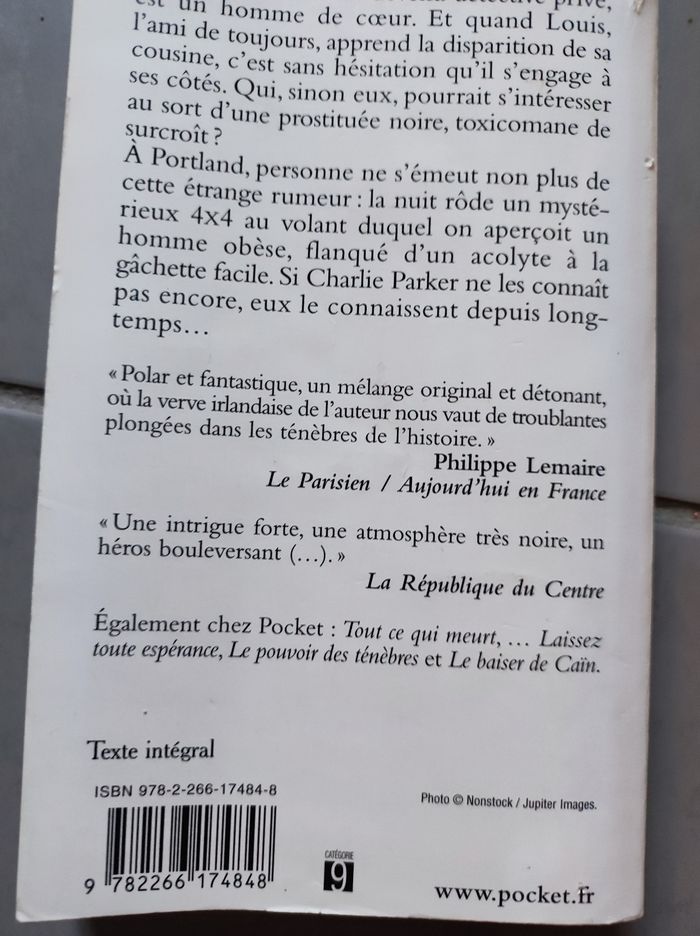 est un homme de cœur. Et quand Louis,
l'ami de toujours, apprend la disparition de sa
cousine, c'est sans hésitation qu'il s'engage à
ses côtés. Qui, sinon eux, pourrait s'intéresser
au sort d'une prostituée noire, toxicomane de
surcroît ?
À Portland, personne ne s'émeut non plus de
cette étrange rumeur : la nuit rôde un mysté-
rieux 4x4 au volant duquel on aperçoit un
homme obèse, flanqué d'un acolyte à la
gâchette facile. Si Charlie Parker ne les connaît
pas encore, eux le connaissent depuis long-
temps…
« Polar et fantastique, un mélange original et détonant,
où la verve irlandaise de l'auteur nous vaut de troublantes
plongées dans les ténèbres de l'histoire. »
Philippe Lemaire
Le Parisien / Aujourd'hui en France
« Une intrigue forte, une atmosphère très noire, un
héros bouleversant (…). »
La République du Centre
Également chez Pocket : Tout ce qui meurt, … Laissez
toute espérance, Le pouvoir des ténèbres et Le baiser de Caïn.
Texte intégral
ISBN 978-2-266-17484-8
Photo © Nonstock / Jupiter Images.
CATÉGORIE
9
9 782266 174848
www.pocket.fr